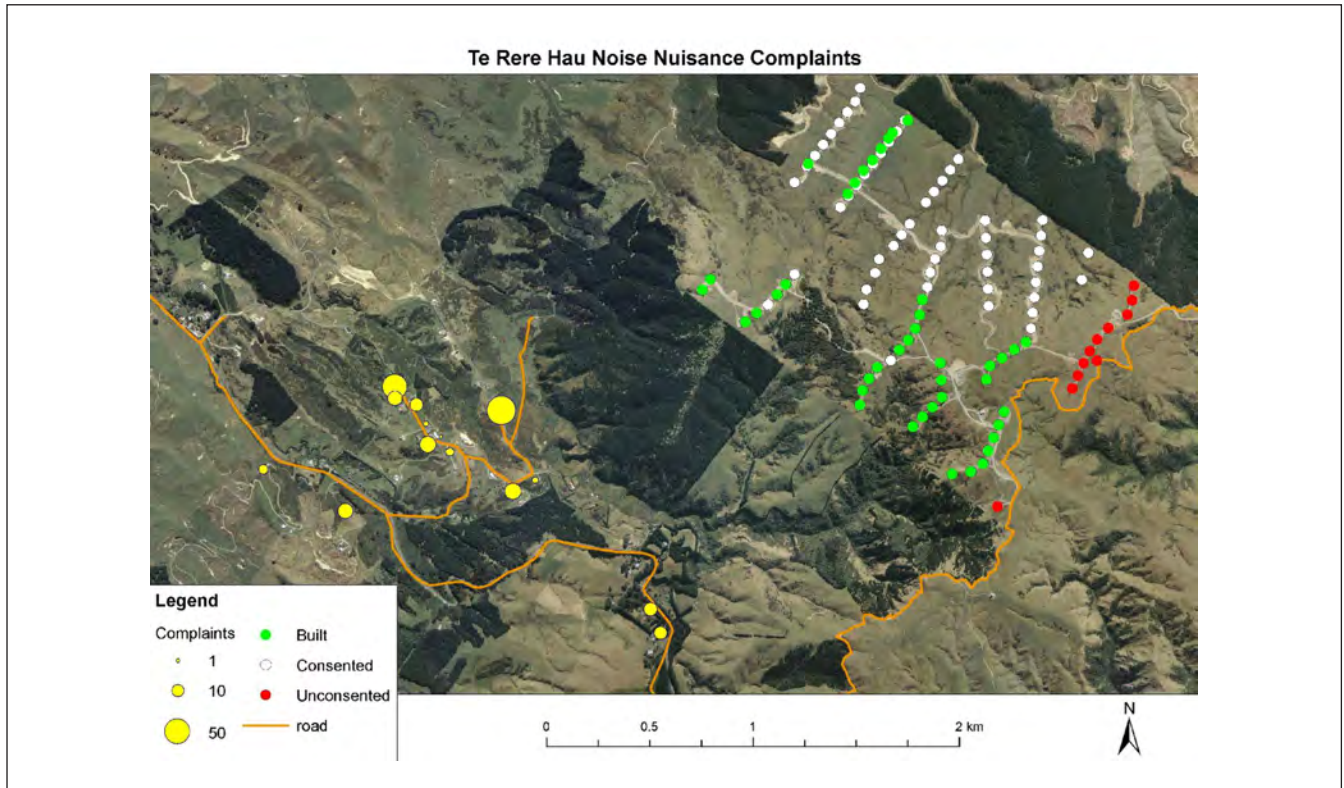 Te Rere Hau Noise Nuisance Complaints
Legend
Complaints
1
10
50
Built
Consented
Unconsented
road
0 0.5 1 2 km
N